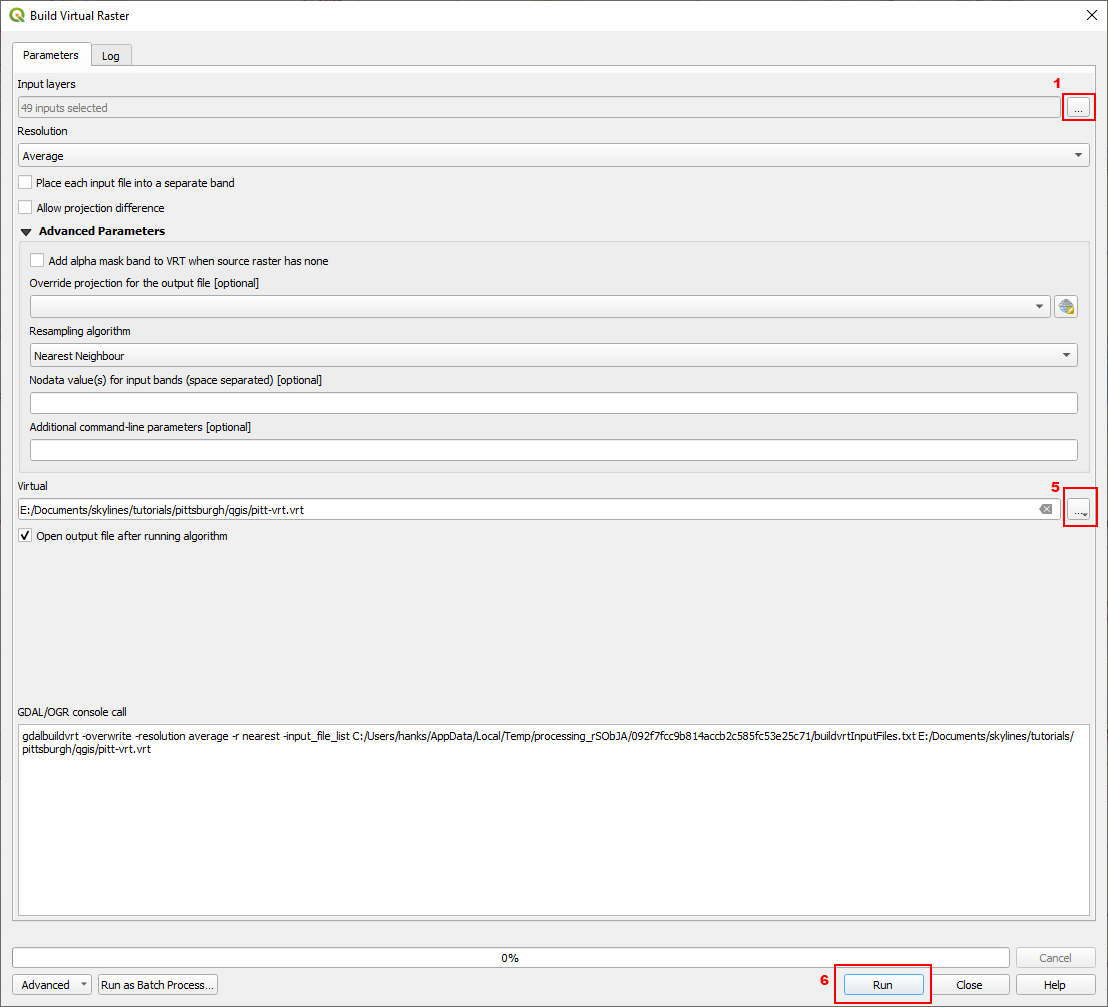 Build Virtual Raster
Parameters
Log
Input layers
1
49 inputs selected
...
Resolution
Average
Place each input file into a separate band
Allow projection difference
Advanced Parameters
Add alpha mask band to VRT when source raster has none
Override projection for the output file [optional]
Resampling algorithm
Nearest Neighbour
Nodata value(s) for input bands (space separated) [optional]
Additional command-line parameters [optional]
Virtual
5
E:/Documents/skylines/tutorials/pittsburgh/qgis/pitt-vrt.vrt
...
Open output file after running algorithm
GDAL/OGR console call
gdalbuildvrt -overwrite -resolution average -r nearest -input_file_list C:/Users/hanks/AppData/Local/Temp/processing_rSObJA/092f7fcc9b814accb2c585fc53e25c71/buildvrtInputFiles.txt E:/Documents/skylines/tutorials/
pittsburgh/qgis/pitt-vrt.vrt
0%
Cancel
Advanced
Run as Batch Process...
6
Run
Close
Help